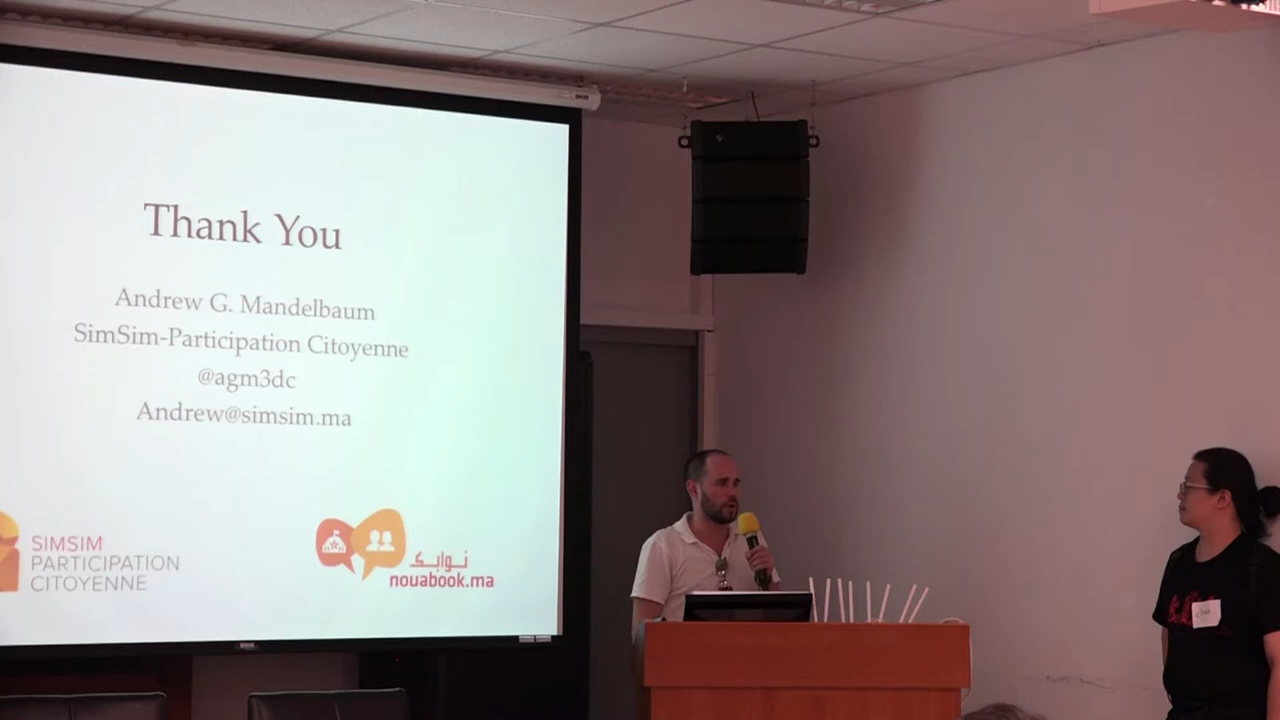 Thank You
Andrew G. Mandelbaum
SimSim-Participation Citoyenne
@agm3dc
Andrew@simsim.ma
SIMSIM
PARTICIPATION
CITOYENNE
نوابك
nouabook.ma